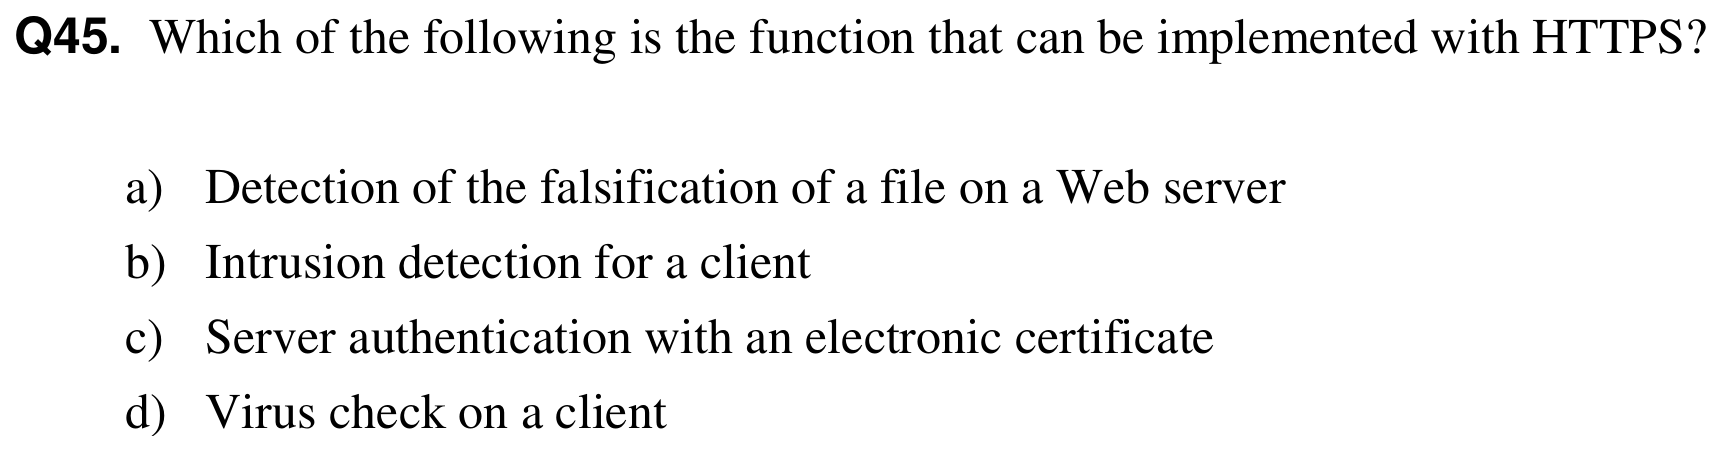 Q45. Which of the following is the function that can be implemented with HTTPS?
a) Detection of the falsification of a file on a Web server
b) Intrusion detection for a client
c) Server authentication with an electronic certificate
d) Virus check on a client